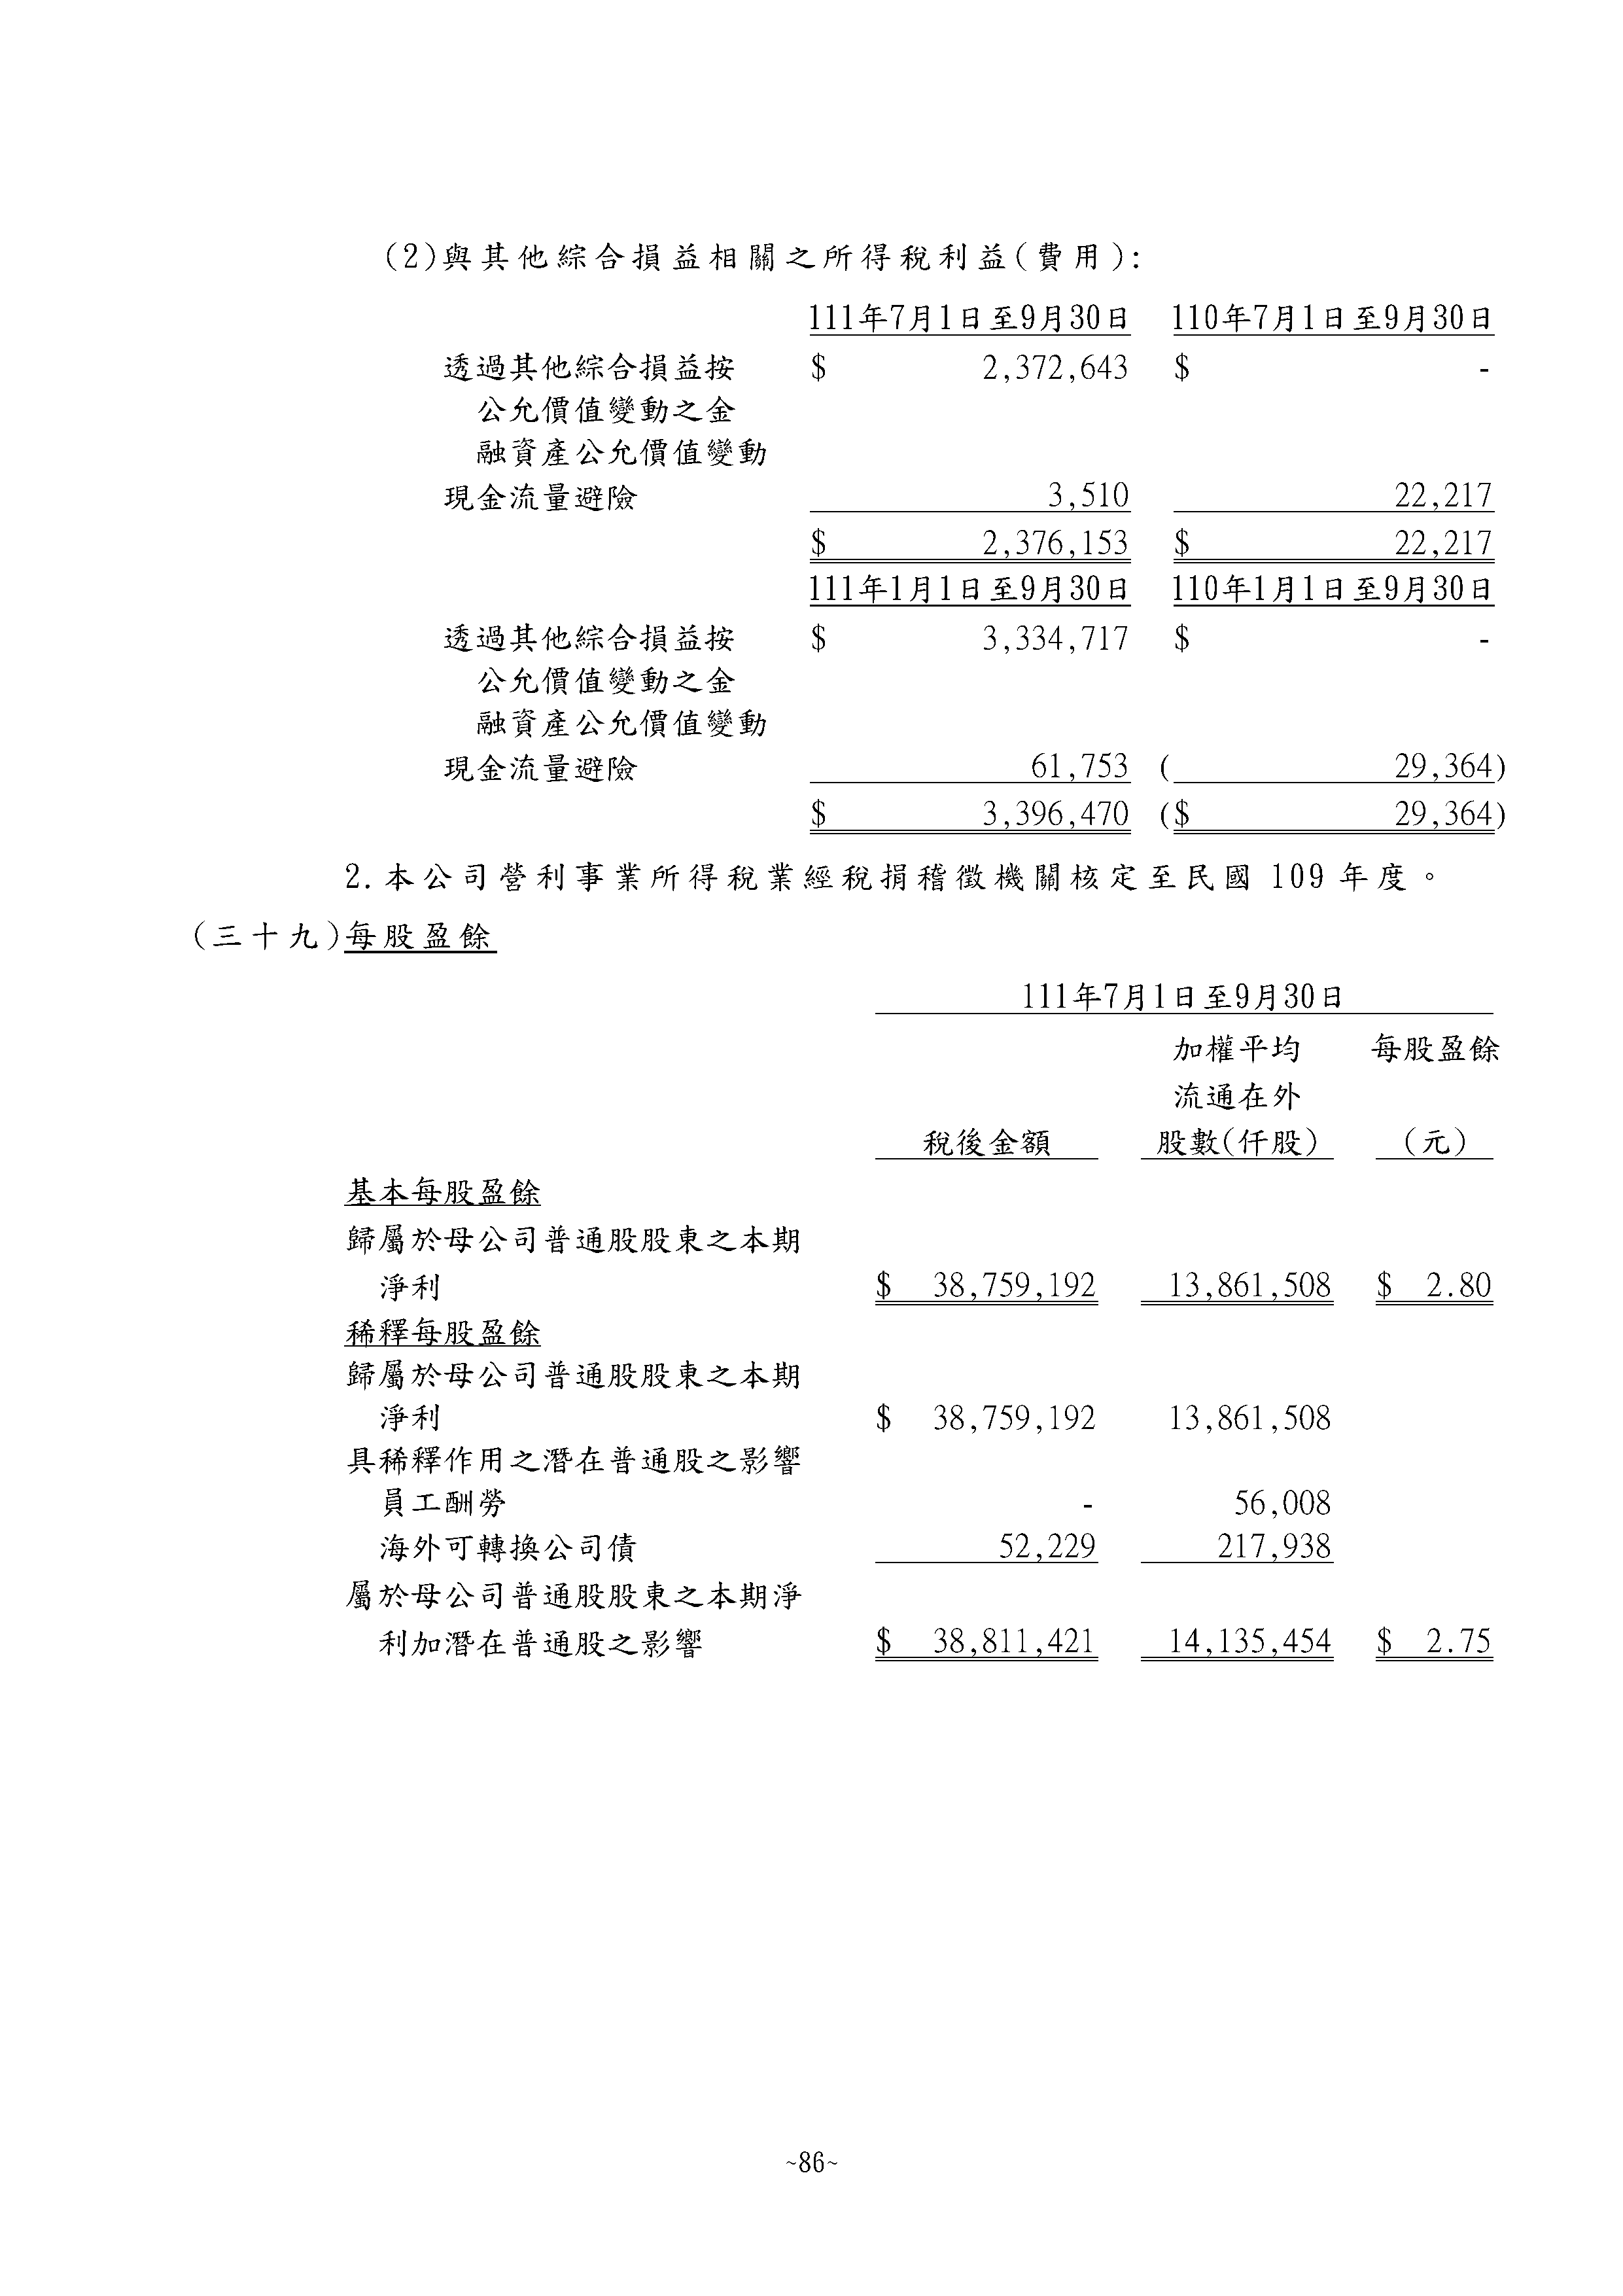 (2)與其他綜合損益相關之所得稅利益(費用):
111年7月1日至9月30日 110年7月1日至9月30日
透過其他綜合損益按 $ 2,372,643 $ -
公允價值變動之金
融資產公允價值變動
現金流量避險 3,510 22,217
$ 2,376,153 $ 22,217
111年1月1日至9月30日 110年1月1日至9月30日
透過其他綜合損益按 $ 3,334,717 $ -
公允價值變動之金
融資產公允價值變動
現金流量避險 61,753 ( 29,364)
$ 3,396,470 ($ 29,364)
2.本公司營利事業所得稅業經稅捐稽徵機關核定至民國 109 年度。
(三十九)每股盈餘
111年7月1日至9月30日
加權平均 每股盈餘
流通在外
稅後金額 股數(仟股) (元)
基本每股盈餘
歸屬於母公司普通股股東之本期
淨利 $ 38,759,192 13,861,508 $ 2.80
稀釋每股盈餘
歸屬於母公司普通股股東之本期
淨利 $ 38,759,192 13,861,508
具稀釋作用之潛在普通股之影響
員工酬勞 - 56,008
海外可轉換公司債 52,229 217,938
屬於母公司普通股股東之本期淨
利加潛在普通股之影響 $ 38,811,421 14,135,454 $ 2.75
~86~